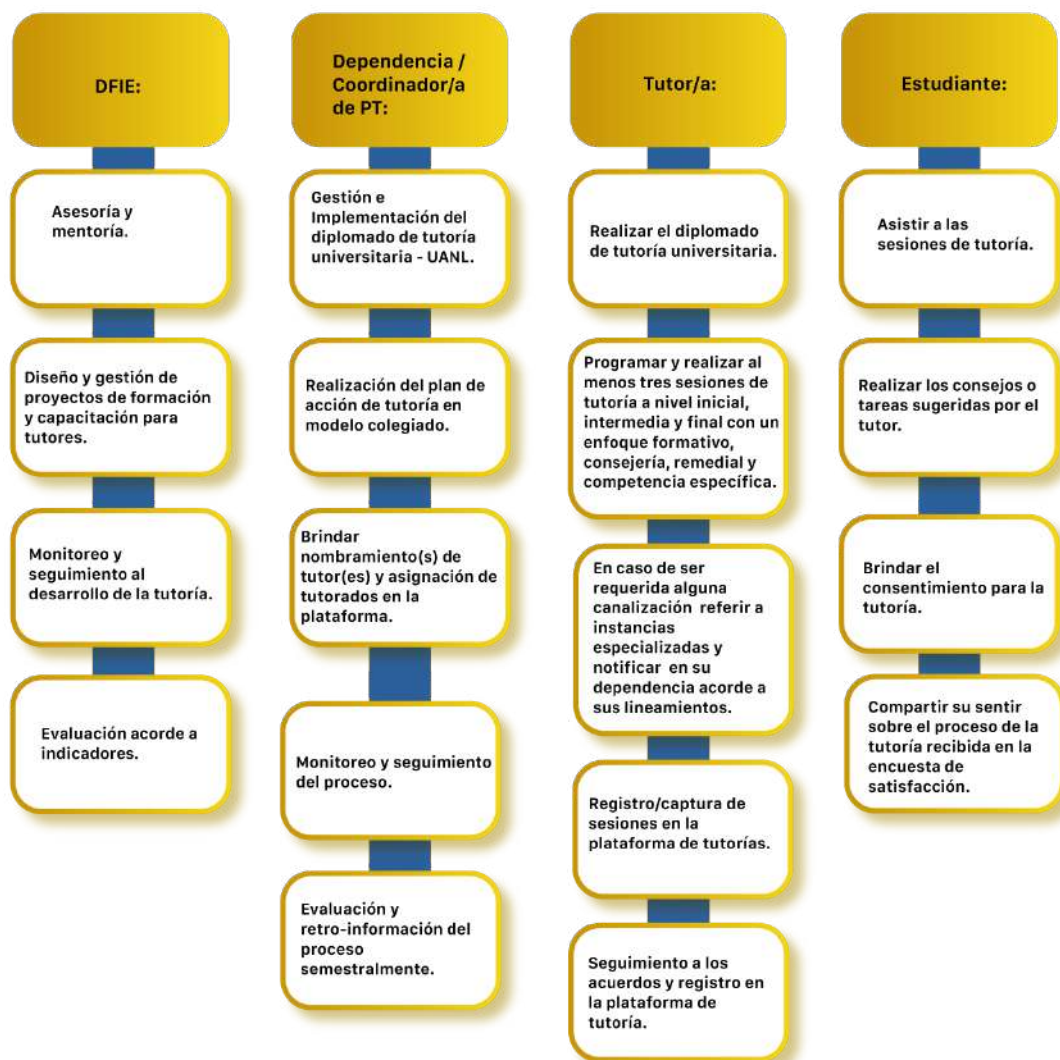 DFIE:
Asesoría y
mentoría.
Diseño y gestión de
proyectos de formación
y capacitación para
tutores.
Monitoreo y
seguimiento al
desarrollo de la tutoría.
Evaluación acorde a
indicadores.
Dependencia /
Coordinador/a
de PT:
Gestión e
Implementación del
diplomado de tutoría
universitaria - UANL.
Realización del plan de
acción de tutoría en
modelo colegiado.
Brindar
nombramiento(s) de
tutor(es) y asignación de
tutorados en la
plataforma.
Monitoreo y seguimiento
del proceso.
Evaluación y
retro-información del
proceso
semestralmente.
Tutor/a:
Realizar el diplomado
de tutoría universitaria.
Programar y realizar al
menos tres sesiones de
tutoría a nivel inicial,
intermedia y final con un
enfoque formativo,
consejería, remedial y
competencia específica.
En caso de ser
requerida alguna
canalización referir a
instancias
especializadas y
notificar en su
dependencia acorde a
sus lineamientos.
Registro/captura de
sesiones en la
plataforma de tutorías.
Seguimiento a los
acuerdos y registro en
la plataforma de
tutoría.
Estudiante:
Asistir a las
sesiones de tutoría.
Realizar los consejos o
tareas sugeridas por el
tutor.
Brindar el
consentimiento para la
tutoría.
Compartir su sentir
sobre el proceso de la
tutoría recibida en la
encuesta de
satisfacción.